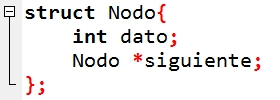 struct Nodo{
    int dato;
    Nodo *siguiente;
};